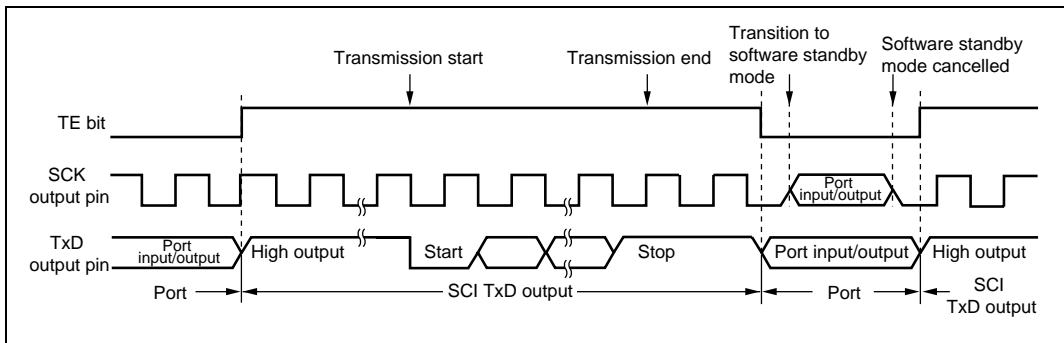 Transmission start
Transmission end
Transition to
software standby
mode
Software standby
mode cancelled
TE bit
SCK
output pin
Port
input/output
TxD
output pin
Port
input/output
High output
Start
Stop
Port input/output
High output
Port
SCI TxD output
Port
SCI
TxD output